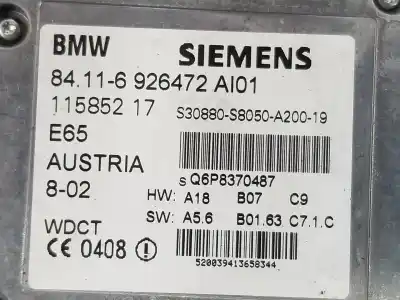 BMW SIEMENS
84.11-6 926472 AI01
115852 17 S30880-S8050-A200-19
E65
AUSTRIA S Q6P8370487
8-02 HW: A18 B07 C9
SW: A5.6 B01.63 C7.1.C
WDCT
CE 0408
520039413658344